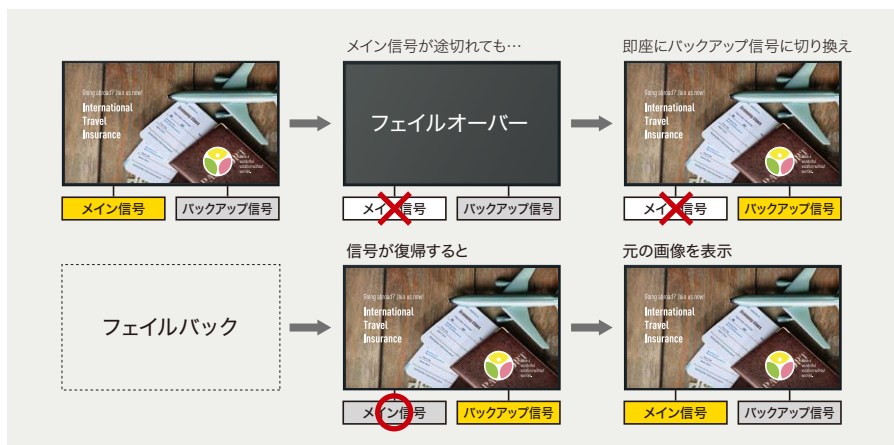 メイン信号が途切れても…
即座にバックアップ信号に切り換え
Going abroad? Join us now!
International
Travel
Insurance
フェイルオーバー
Going abroad? Join us now!
International
Travel
Insurance
メイン信号
バックアップ信号
メイン信号
バックアップ信号
メイン信号
バックアップ信号
信号が復帰すると
元の画像を表示
フェイルバック
Going abroad? Join us now!
International
Travel
Insurance
Going abroad? Join us now!
International
Travel
Insurance
メイン信号
バックアップ信号
メイン信号
バックアップ信号